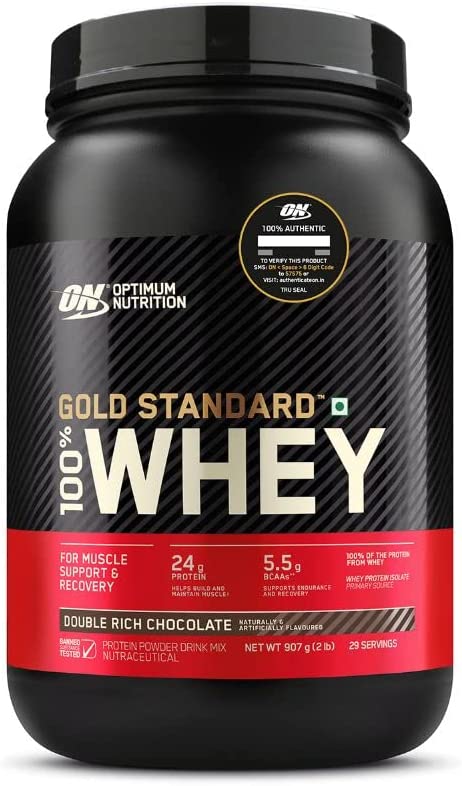 ON
100% AUTHENTIC
TO VERIFY THIS PRODUCT
SMS: ON < Space > 6 Digit Code
to 57575 or
VISIT: authenticateon.in
TRU SEAL
ON OPTIMUM
NUTRITION
GOLD STANDARD™
100% WHEY
FOR MUSCLE
SUPPORT &
RECOVERY
24 g
PROTEIN
HELPS BUILD AND
MAINTAIN MUSCLE
5.5 g
BCAAs
SUPPORTS ENDURANCE
AND RECOVERY
100% OF THE PROTEIN
FROM WHEY
WHEY PROTEIN ISOLATE
PRIMARY SOURCE
DOUBLE RICH CHOCOLATE
NATURALLY &
ARTIFICIALLY FLAVOURED
BANNED
SUBSTANCE
TESTED
PROTEIN POWDER DRINK MIX
NUTRACEUTICAL
NET WT 907 g (2 lb)
29 SERVINGS